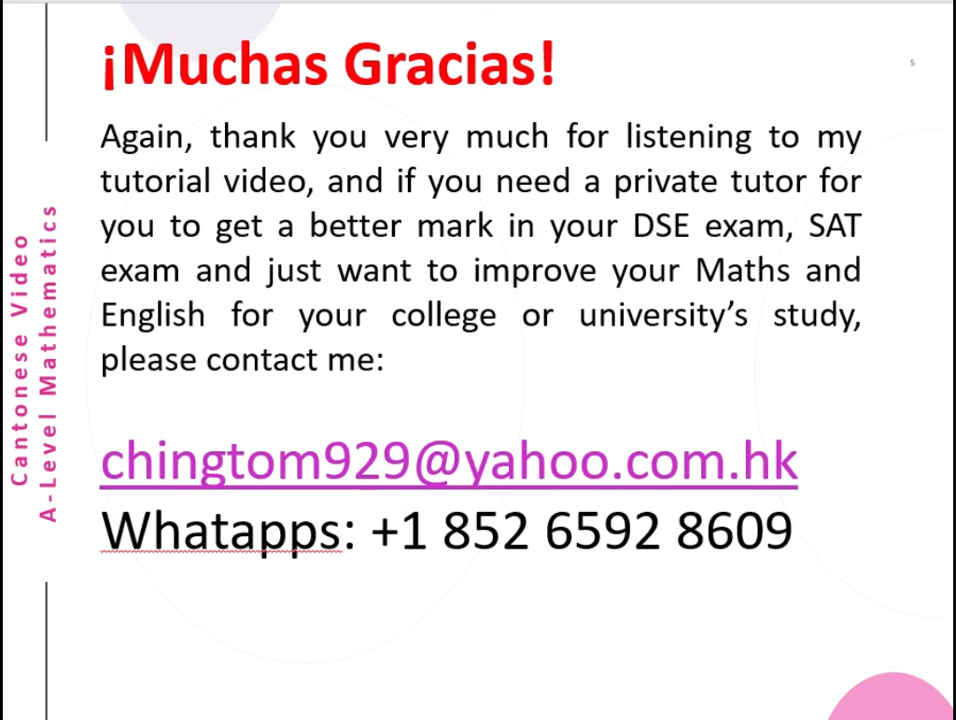 ¡Muchas Gracias!
5
Again, thank you very much for listening to my
tutorial video, and if you need a private tutor for
you to get a better mark in your DSE exam, SAT
exam and just want to improve your Maths and
English for your college or university’s study,
please contact me:
chingtom929@yahoo.com.hk
Whatapps: +1 852 6592 8609
Cantonese Video
A-Level Mathematics